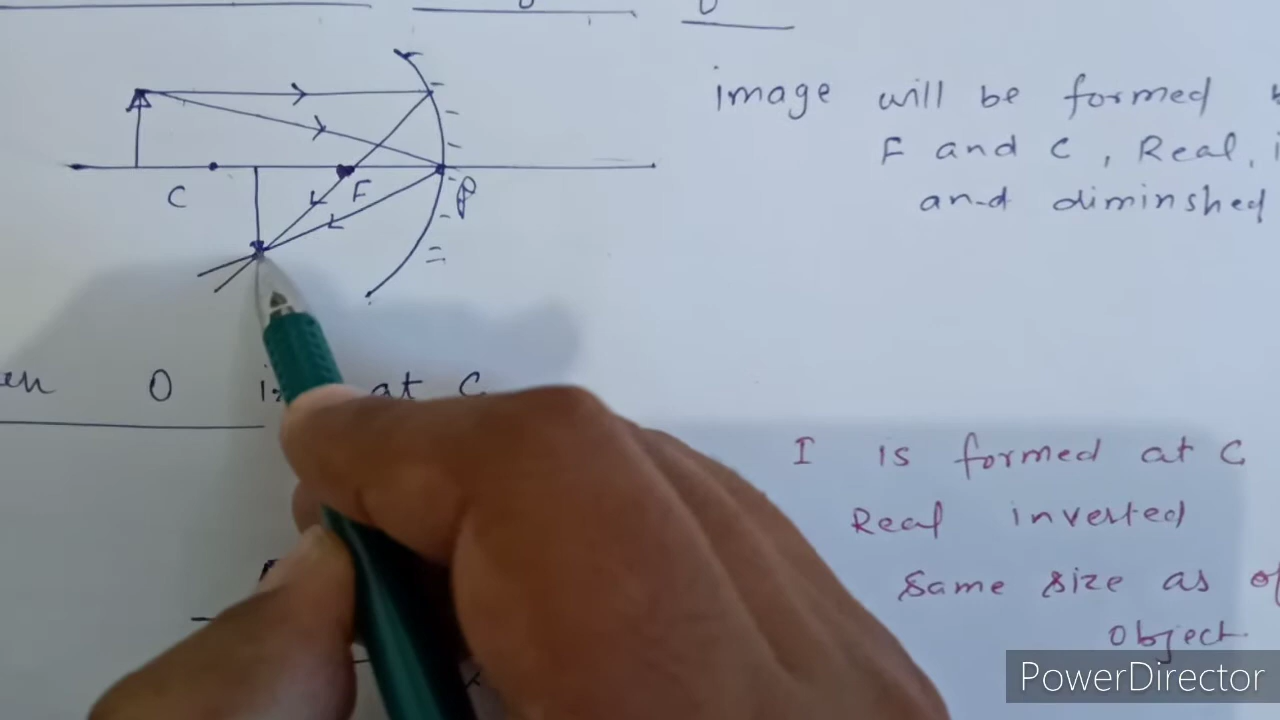 image will be formed
F and C, Real,
and diminshed
C
F
P
O at C
I is formed at C
Real inverted
Same size as
object.
PowerDirector